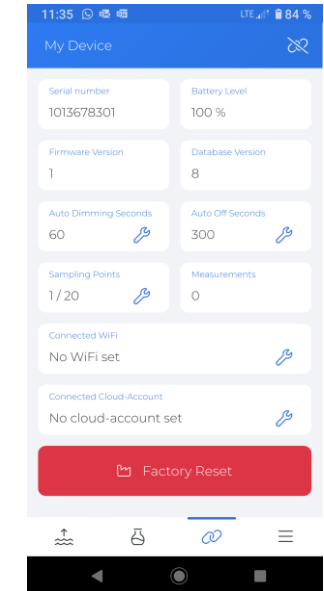 11:35 LTE 84 %
My Device
Serial number Battery Level
1013678301 100 %
Firmware Version Database Version
1 8
Auto Dimming Seconds Auto Off Seconds
60 300
Sampling Points Measurements
1 / 20 0
Connected WiFi
No WiFi set
Connected Cloud-Account
No cloud-account set
Factory Reset